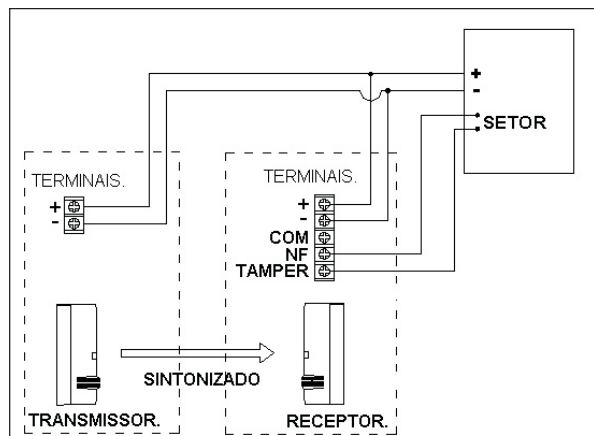 +
-
SETOR
TERMINAIS.
+
-
TERMINAIS.
+
-
COM
NF
TAMPER
SINTONIZADO
TRANSMISSOR.
RECEPTOR.